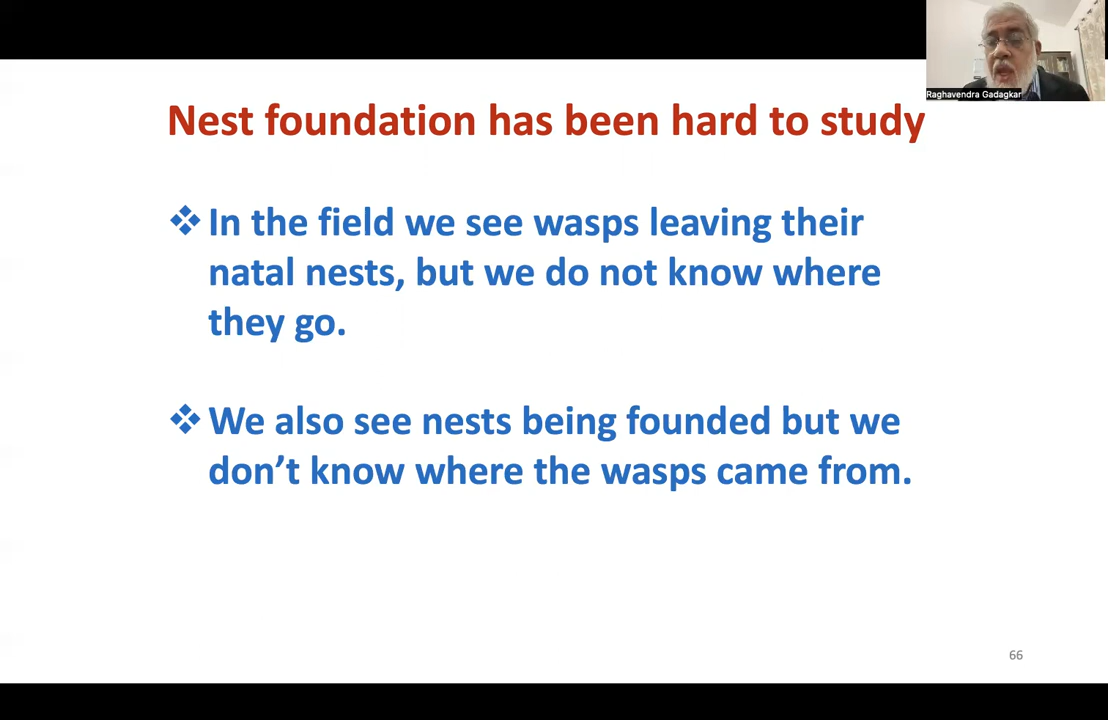 Raghavendra Gadagkar
Nest foundation has been hard to study
❖ In the field we see wasps leaving their
natal nests, but we do not know where
they go.
❖ We also see nests being founded but we
don’t know where the wasps came from.
66